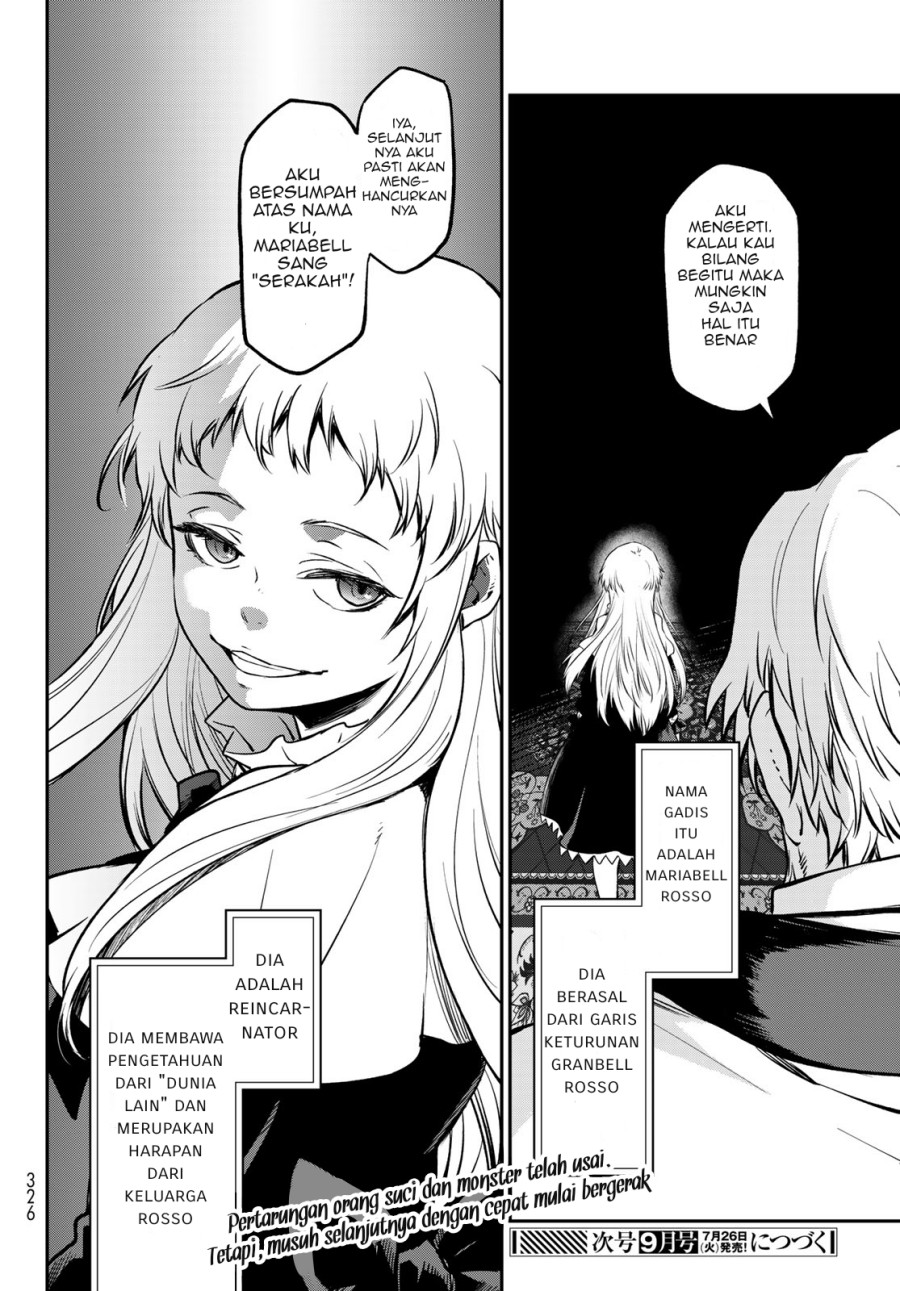 AKU
MENGERTI.
KALAU KAU
BILANG
BEGITU MAKA
MUNGKIN
SAJA
HAL ITU
BENAR
NAMA
GADIS
ITU
ADALAH
MARIABELL
ROSSO
DIA
BERASAL
DARI GARIS
KETURUNAN
GRANBELL
ROSSO
IYA,
SELANJUT
NYA AKU
PASTI AKAN
MENG-
HANCURKAN
NYA
AKU
BERSUMPAH
ATAS NAMA
KU,
MARIABELL
SANG
"SERAKAH"!
DIA
ADALAH
REINCAR-
NATOR
DIA MEMBAWA
PENGETAHUAN
DARI "DUNIA
LAIN" DAN
MERUPAKAN
HARAPAN
DARI
KELUARGA
ROSSO
Pertarungan orang suci dan monster telah usai.
Tetapi, musuh selanjutnya dengan cepat mulai bergerak
次号9月号7月26日(火)発売!につづく
326